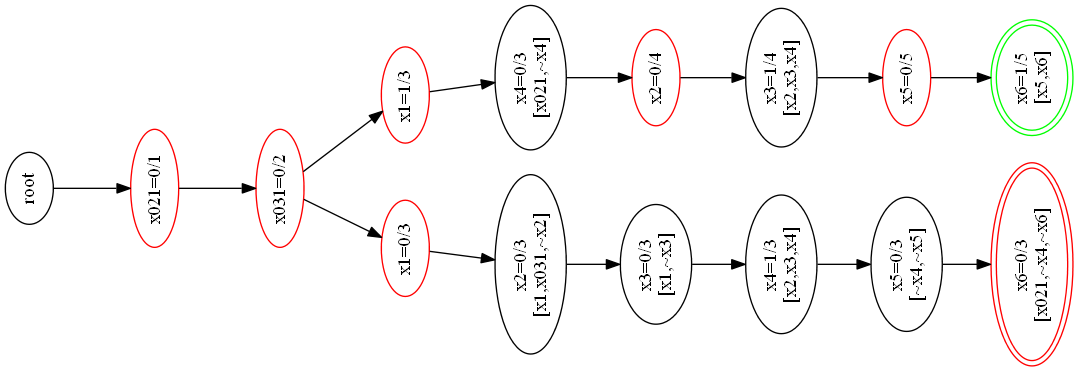 root
x021=0/1
x031=0/2
x1=1/3
x4=0/3
[x021,~x4]
x2=0/4
x3=1/4
[x2,x3,x4]
x5=0/5
x6=1/5
[x5,x6]
x1=0/3
x2=0/3
[x1,x031,~x2]
x3=0/3
[x1,~x3]
x4=1/3
[x2,x3,x4]
x5=0/3
[~x4,~x5]
x6=0/3
[x021,~x4,~x6]